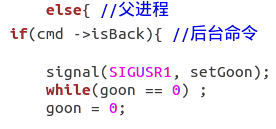 else{ //父进程
if(cmd ->isBack){ //后台命令
signal(SIGUSR1, setGoon);
while(goon == 0) ;
goon = 0;